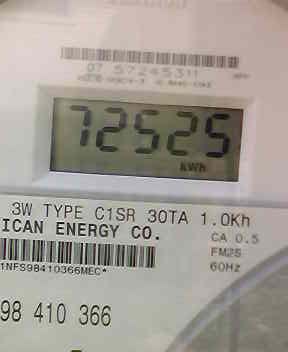 07 57245311
72525
kWh
3W TYPE C1SR 30TA 1.0Kh
ICAN ENERGY CO.
CA 0.5
FM2S
60Hz
1NFS98410366MEC*
98 410 366